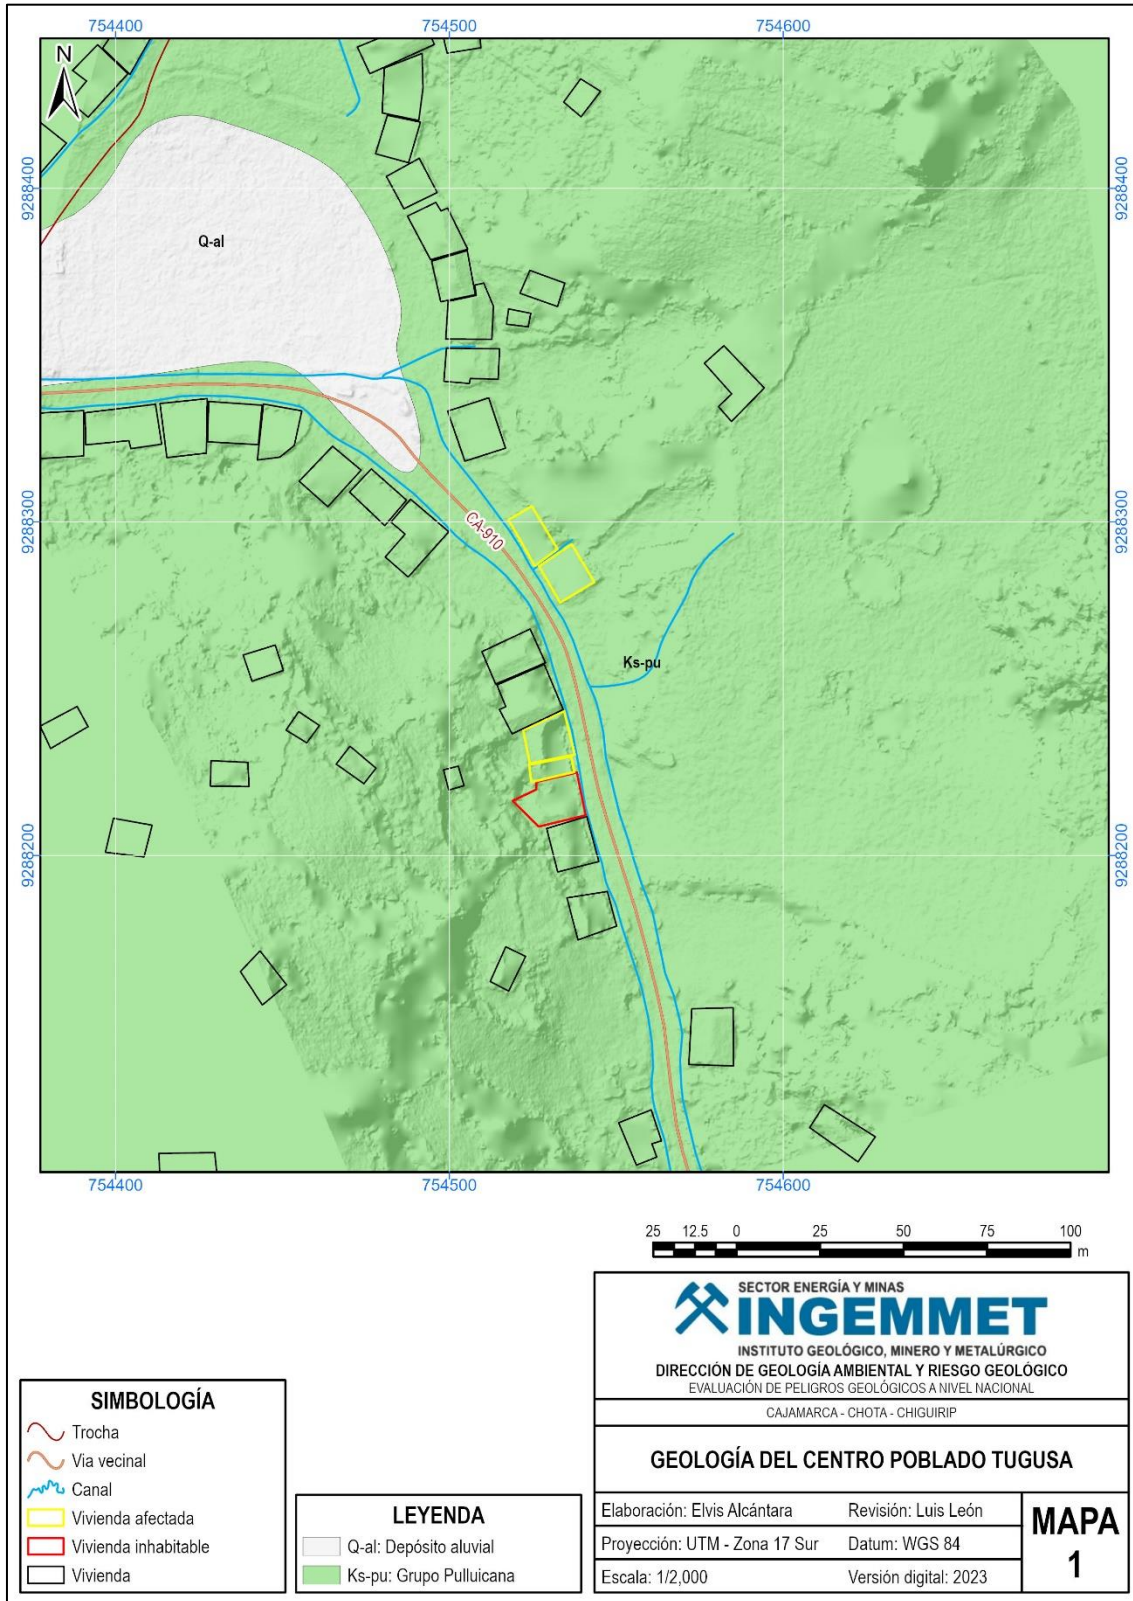 754400 754500 754600
N
9288400 9288400
Q-al
9288300 9288300
CA-910
Ks-pu
9288200 9288200
754400 754500 754600
25 12.5 0 25 50 75 100
m
SECTOR ENERGÍA Y MINAS
INGEMMET
INSTITUTO GEOLÓGICO, MINERO Y METALÚRGICO
DIRECCIÓN DE GEOLOGÍA AMBIENTAL Y RIESGO GEOLÓGICO
EVALUACIÓN DE PELIGROS GEOLÓGICOS A NIVEL NACIONAL
CAJAMARCA - CHOTA - CHIGUIRIP
GEOLOGÍA DEL CENTRO POBLADO TUGUSA
Elaboración: Elvis Alcántara Revisión: Luis León
Proyección: UTM - Zona 17 Sur Datum: WGS 84
Escala: 1/2,000 Versión digital: 2023
MAPA
1
SIMBOLOGÍA
Trocha
Via vecinal
Canal
Vivienda afectada
Vivienda inhabitable
Vivienda
LEYENDA
Q-al: Depósito aluvial
Ks-pu: Grupo Pulluicana